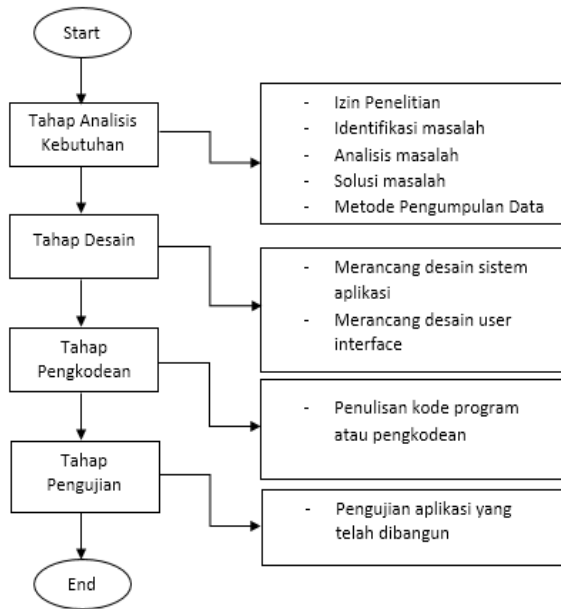 Start
Tahap Analisis
Kebutuhan
- Izin Penelitian
- Identifikasi masalah
- Analisis masalah
- Solusi masalah
- Metode Pengumpulan Data
Tahap Desain
- Merancang desain sistem
aplikasi
- Merancang desain user
interface
Tahap
Pengkodean
- Penulisan kode program
atau pengkodean
Tahap
Pengujian
- Pengujian aplikasi yang
telah dibangun
End